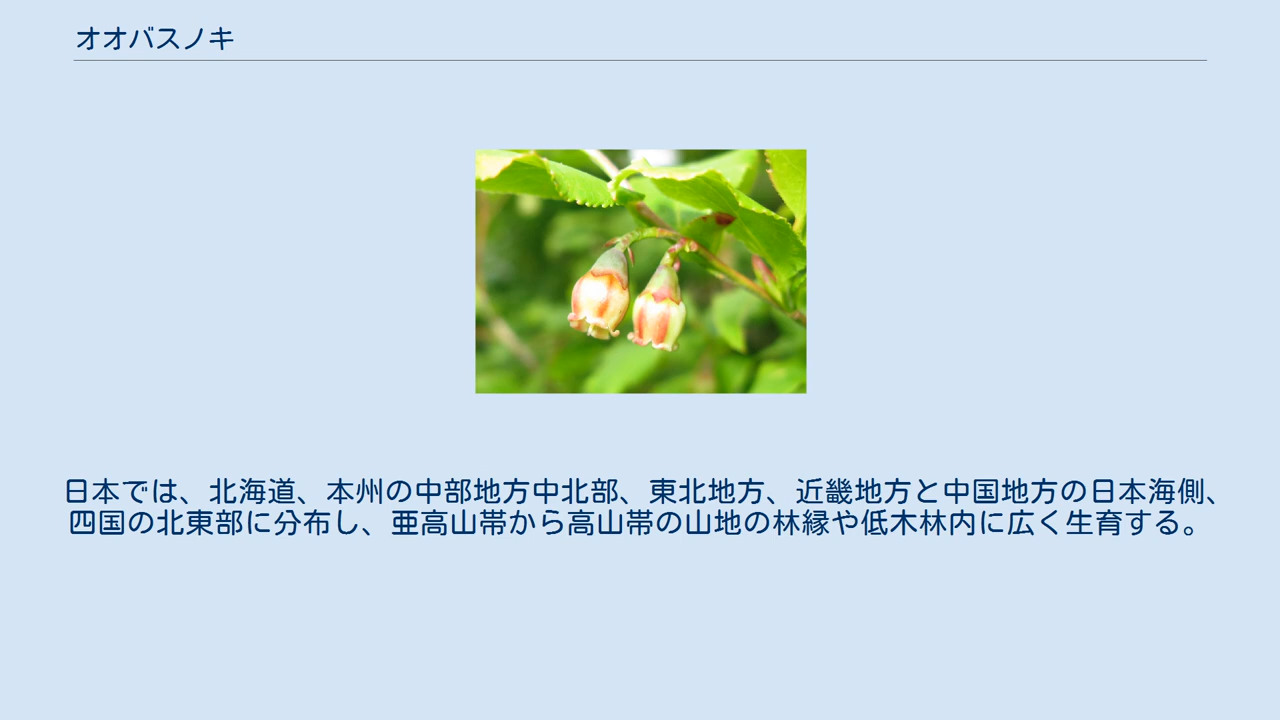 オオバスノキ
日本では、北海道、本州の中部地方中北部、東北地方、近畿地方と中国地方の日本海側、
四国の北東部に分布し、亜高山帯から高山帯の山地の林縁や低木林内に広く生育する。